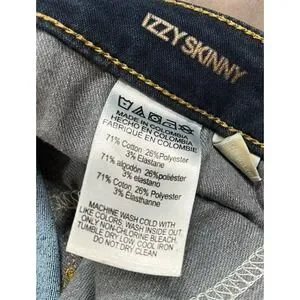 IZZY SKINNY
MADE IN COLOMBIA
HECHO EN COLOMBIA
FABRIQUÉ EN COLOMBIE
71% Cotton 26% Polyester
3% Elastane
71% algodón 26% poliéster
3% elastano
71% Coton 26% Polyester
3% Elasthanne
MACHINE WASH COLD WITH
LIKE COLORS, WASH INSIDE OUT
ONLY NON-CHLORINE BLEACH.
TUMBLE DRY LOW, COOL IRON
DO NOT DRY CLEAN